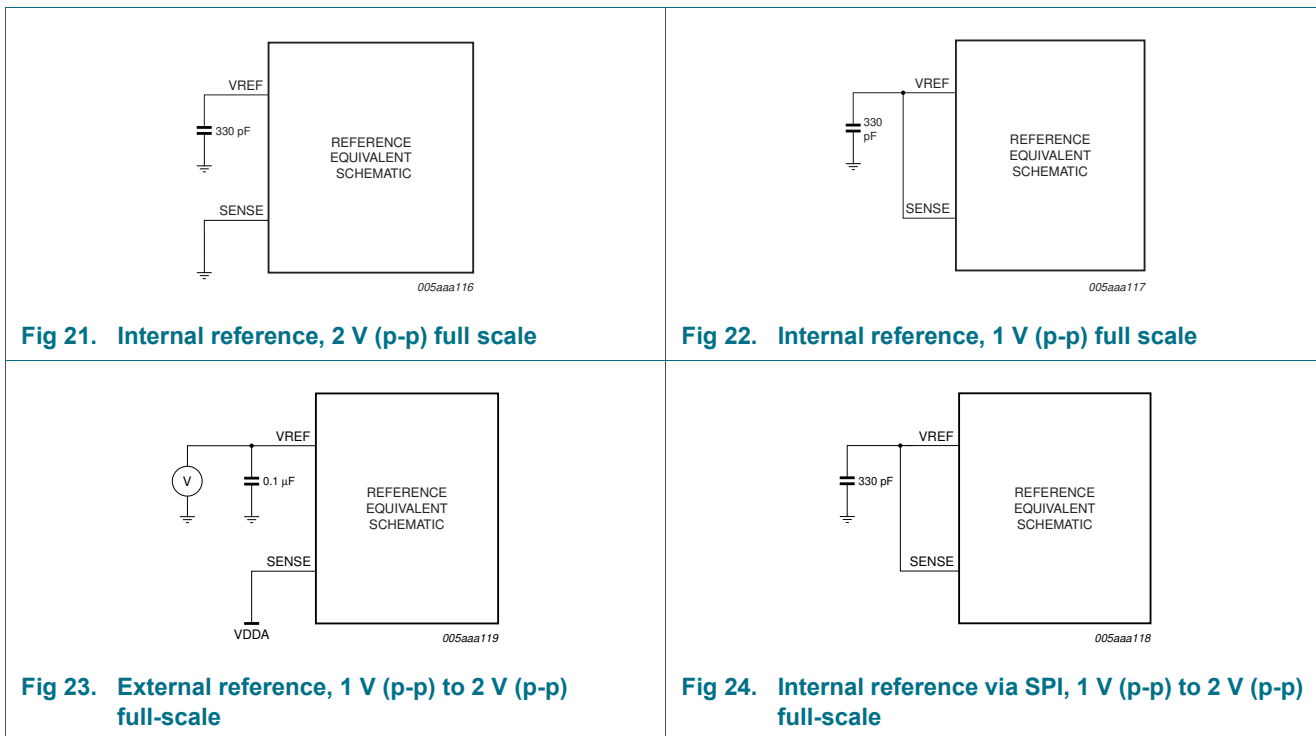 VREF
330 pF
REFERENCE
EQUIVALENT
SCHEMATIC
SENSE
005aaa116
Fig 21. Internal reference, 2 V (p-p) full scale
VREF
330
pF
REFERENCE
EQUIVALENT
SCHEMATIC
SENSE
005aaa117
Fig 22. Internal reference, 1 V (p-p) full scale
VREF
V
0.1 μF
REFERENCE
EQUIVALENT
SCHEMATIC
SENSE
VDDA
005aaa119
Fig 23. External reference, 1 V (p-p) to 2 V (p-p)
full-scale
VREF
330 pF
REFERENCE
EQUIVALENT
SCHEMATIC
SENSE
005aaa118
Fig 24. Internal reference via SPI, 1 V (p-p) to 2 V (p-p)
full-scale